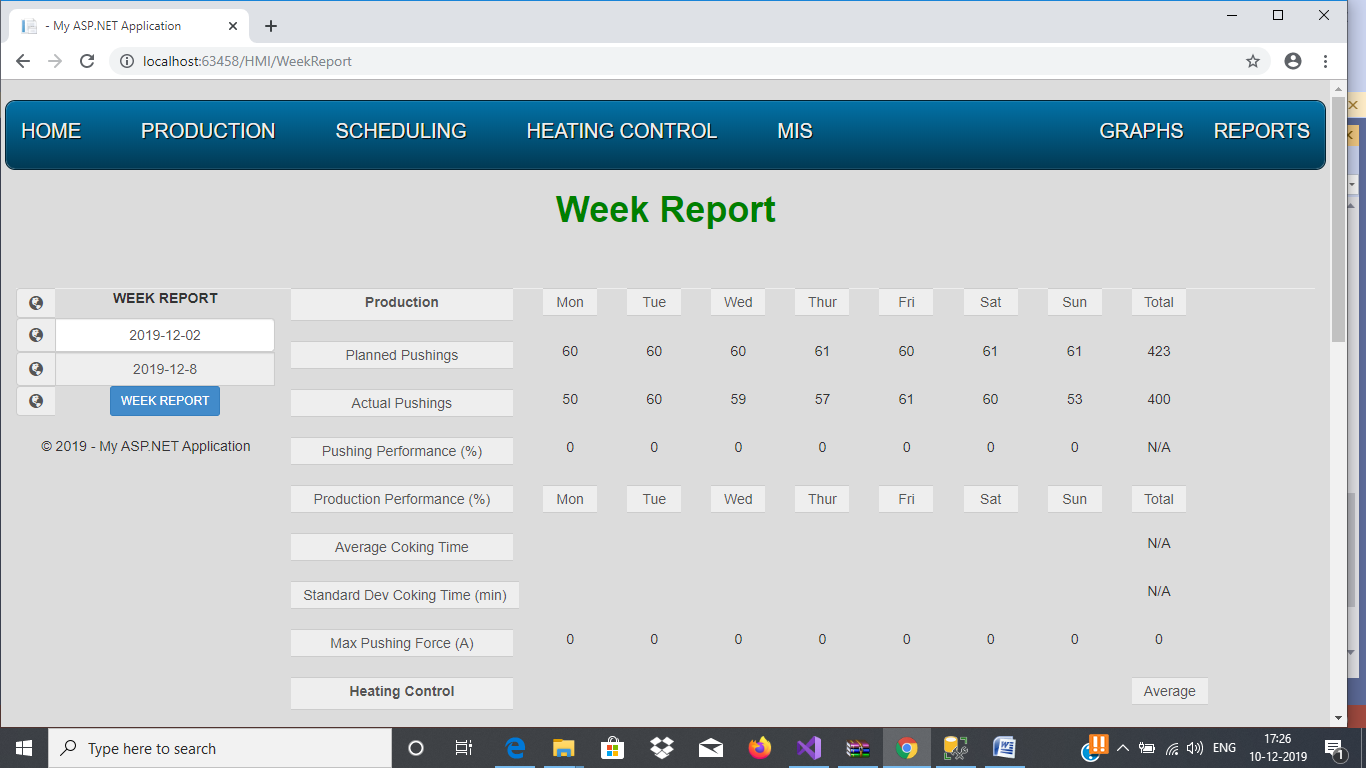 - My ASP.NET Application
localhost:63458/HMI/WeekReport
HOME PRODUCTION SCHEDULING HEATING CONTROL MIS GRAPHS REPORTS
Week Report
WEEK REPORT
2019-12-02
2019-12-8
WEEK REPORT
© 2019 - My ASP.NET Application
Production Mon Tue Wed Thur Fri Sat Sun Total
Planned Pushings 60 60 60 61 60 61 61 423
Actual Pushings 50 60 59 57 61 60 53 400
Pushing Performance (%) 0 0 0 0 0 0 0 N/A
Production Performance (%) Mon Tue Wed Thur Fri Sat Sun Total
Average Coking Time N/A
Standard Dev Coking Time (min) N/A
Max Pushing Force (A) 0 0 0 0 0 0 0 0
Heating Control Average
Type here to search
ENG
17:26
10-12-2019
1